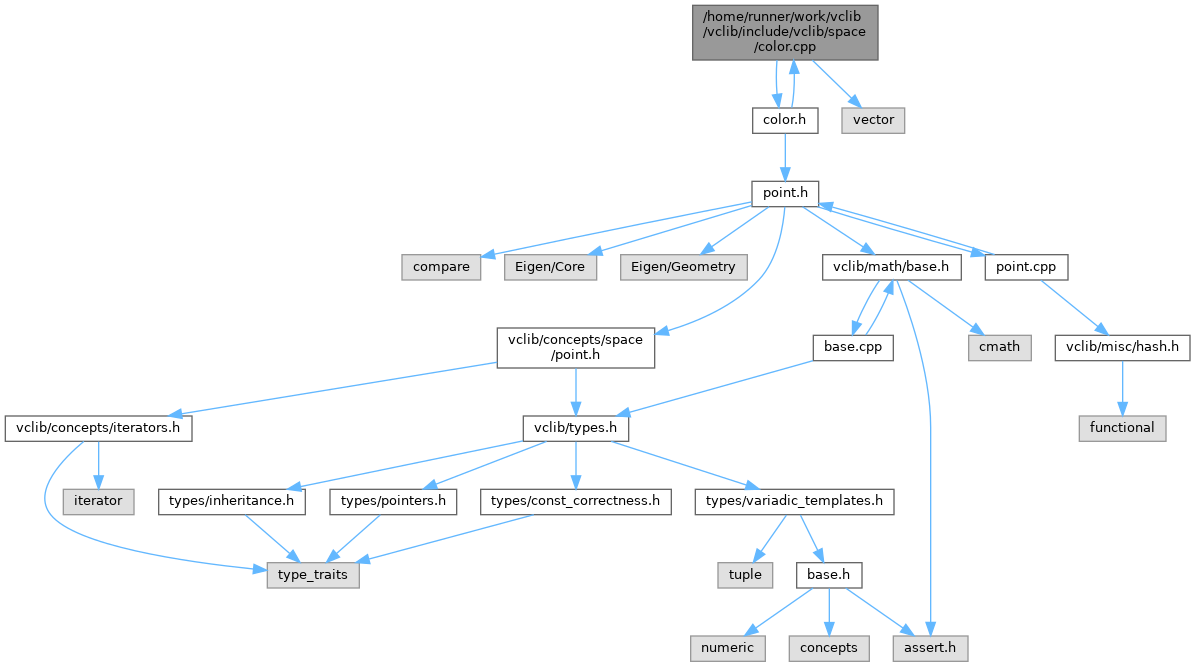 /home/runner/work/vclib
/vclib/include/vclib/space
/color.cpp
color.h
vector
point.h
compare
Eigen/Core
Eigen/Geometry
vclib/math/base.h
point.cpp
vclib/concepts/space
/point.h
base.cpp
cmath
vclib/misc/hash.h
vclib/concepts/iterators.h
vclib/types.h
functional
iterator
types/inheritance.h
types/pointers.h
types/const_correctness.h
types/variadic_templates.h
type_traits
tuple
base.h
numeric
concepts
assert.h